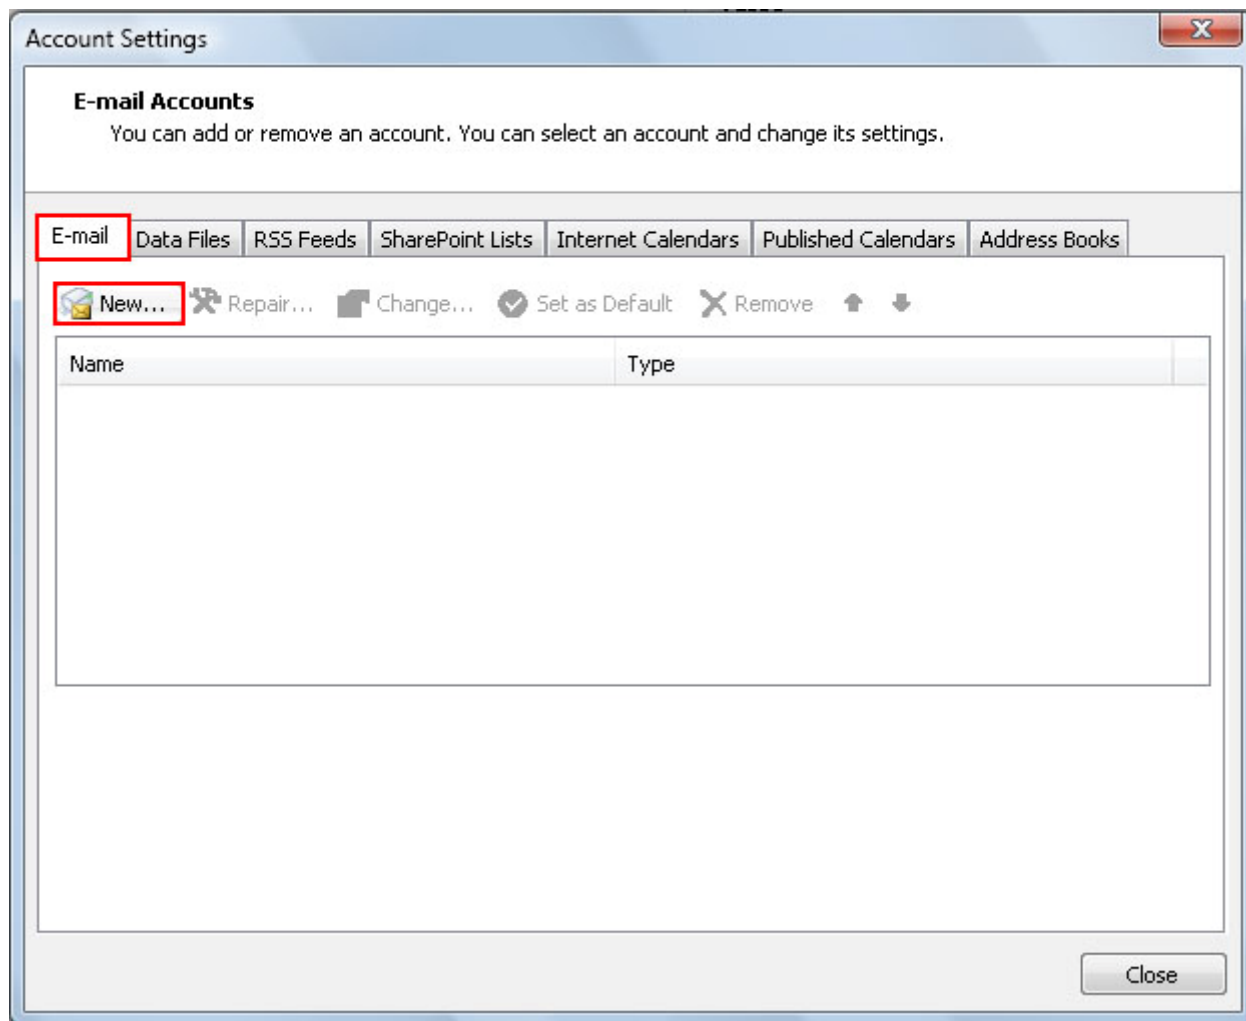 Account Settings
E-mail Accounts
You can add or remove an account. You can select an account and change its settings.
E-mail Data Files RSS Feeds SharePoint Lists Internet Calendars Published Calendars Address Books
New... Repair... Change... Set as Default Remove
Name Type
Close